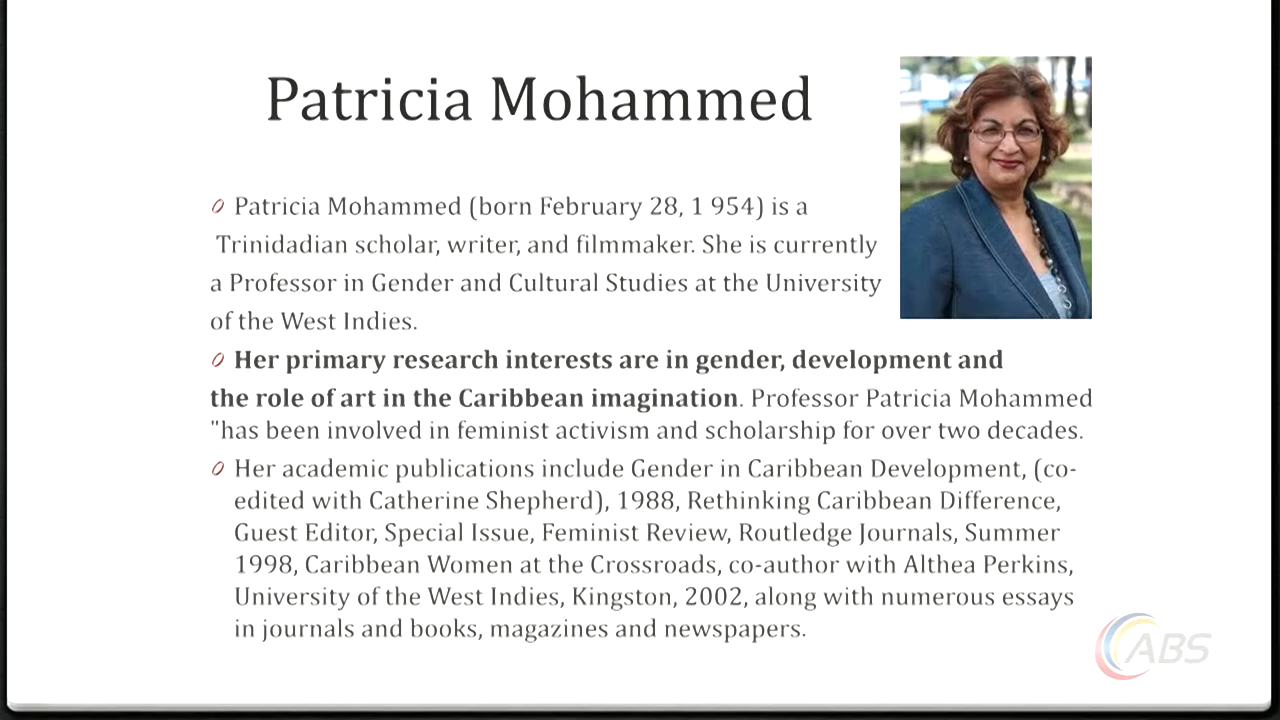 Patricia Mohammed
Patricia Mohammed (born February 28, 1 954) is a
Trinidadian scholar, writer, and filmmaker. She is currently
a Professor in Gender and Cultural Studies at the University
of the West Indies.
Her primary research interests are in gender, development and
the role of art in the Caribbean imagination. Professor Patricia Mohammed
"has been involved in feminist activism and scholarship for over two decades.
Her academic publications include Gender in Caribbean Development, (co-
edited with Catherine Shepherd), 1988, Rethinking Caribbean Difference,
Guest Editor, Special Issue, Feminist Review, Routledge Journals, Summer
1998, Caribbean Women at the Crossroads, co-author with Althea Perkins,
University of the West Indies, Kingston, 2002, along with numerous essays
in journals and books, magazines and newspapers.
ABS